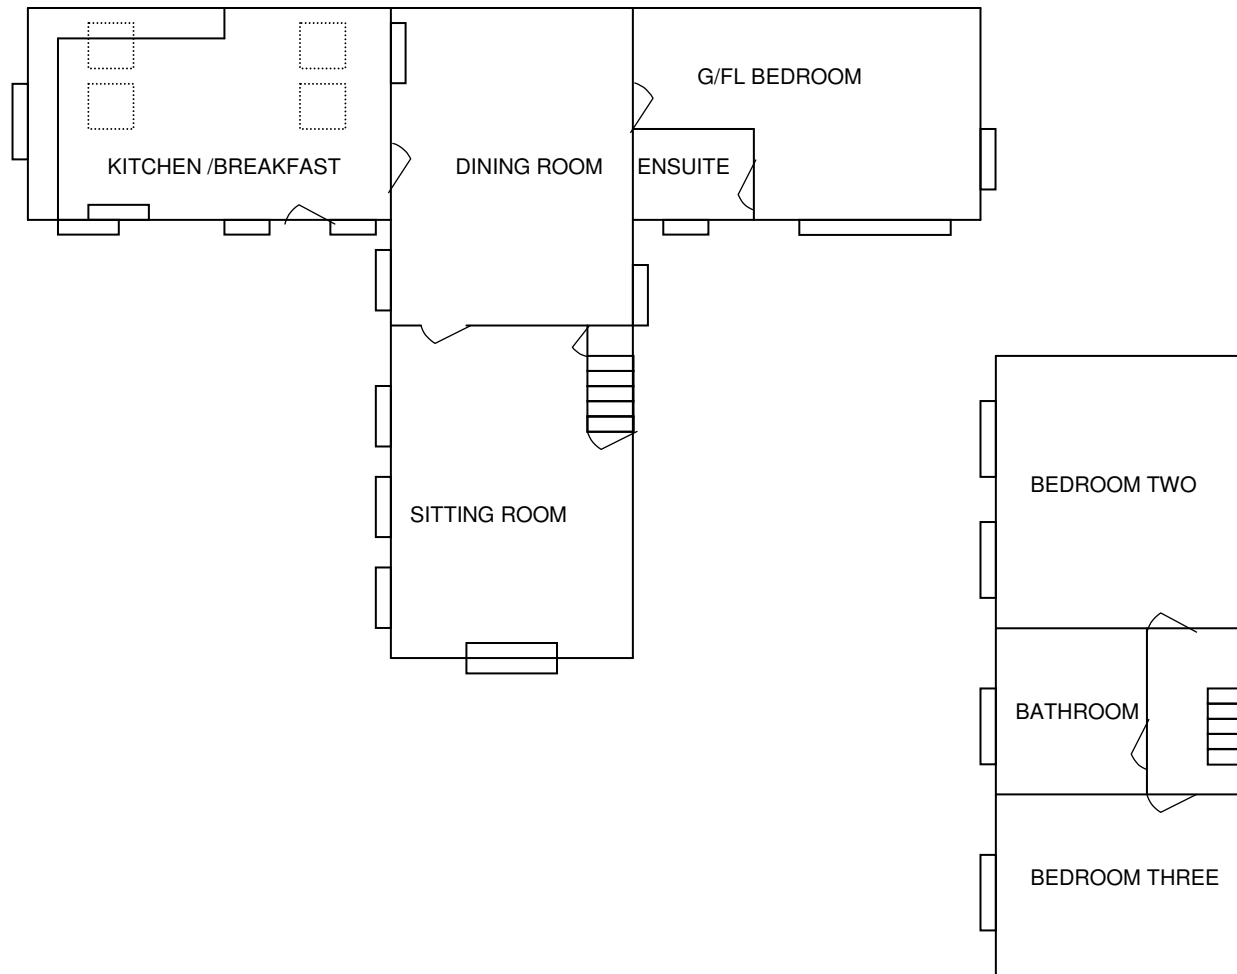 G/FL BEDROOM
KITCHEN /BREAKFAST
DINING ROOM
ENSUITE
SITTING ROOM
BEDROOM TWO
BATHROOM
BEDROOM THREE